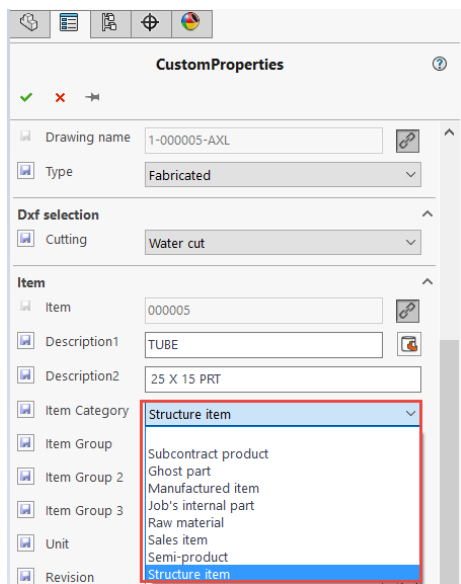 CustomProperties
Drawing name 1-000005-AXL
Type Fabricated
Dxf selection
Cutting Water cut
Item
Item 000005
Description1 TUBE
Description2 25 X 15 PRT
Item Category Structure item
Item Group
Subcontract product
Ghost part
Item Group 2
Manufactured item
Job's internal part
Item Group 3
Raw material
Unit
Sales item
Semi-product
Revision
Structure item